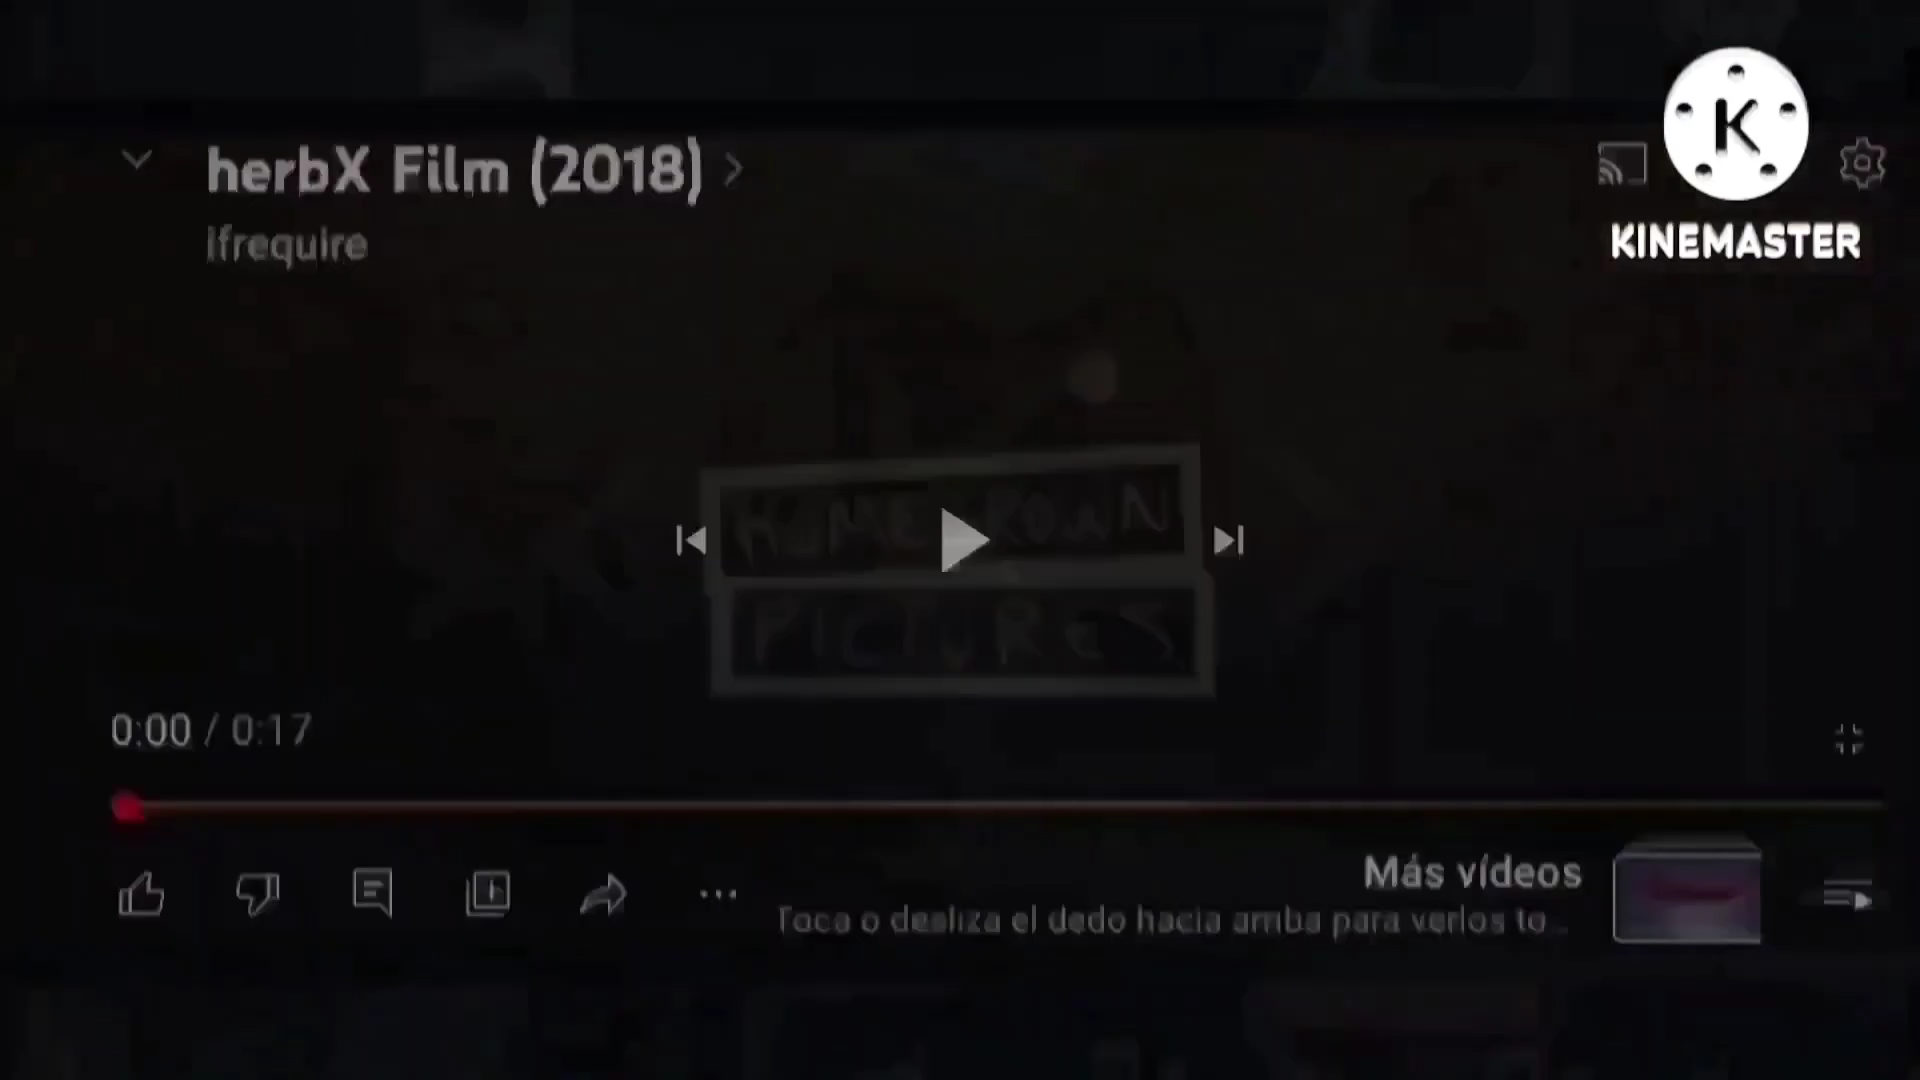 herbX Film (2018)
ifrequire
K
KINEMASTER
PICTURES
0:00 / 0:17
Más vídeos
Toca o desliza el dedo hacia arriba para verlos to...